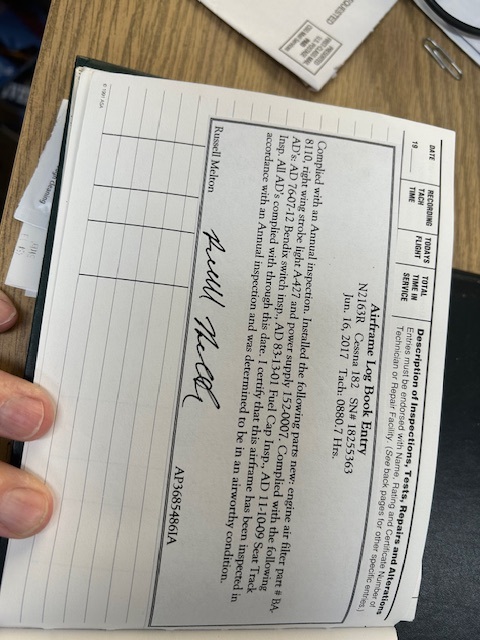 DATE
19
RECORDING
TACH
TIME
TODAYS
FLIGHT
TOTAL
TIME IN
SERVICE
Description of Inspections, Tests, Repairs and Alterations
Entries must be endorsed with Name, Rating and Certificate Number of
Technician or Repair Facility. (See back pages for other specific entries.)
Airframe Log Book Entry
N2163R Cessna 182 SN# 18255363
Jun. 16, 2017 Tach: 0880.7 Hrs.
Complied with an Annual inspection. Installed the following parts new: engine air filter part # BA-
8110, right wing strobe light A-427 and power supply 152-0007. Complied with the following
AD's: AD 76-07-12 Bendix switch insp., AD 83-13-01 Fuel Cap Insp., AD 11-10-09 Seat Track
Insp. All AD's complied with through this date. I certify that this airframe has been inspected in
accordance with an Annual inspection and was determined to be in an airworthy condition.
Russell Melton
AP3685486IA